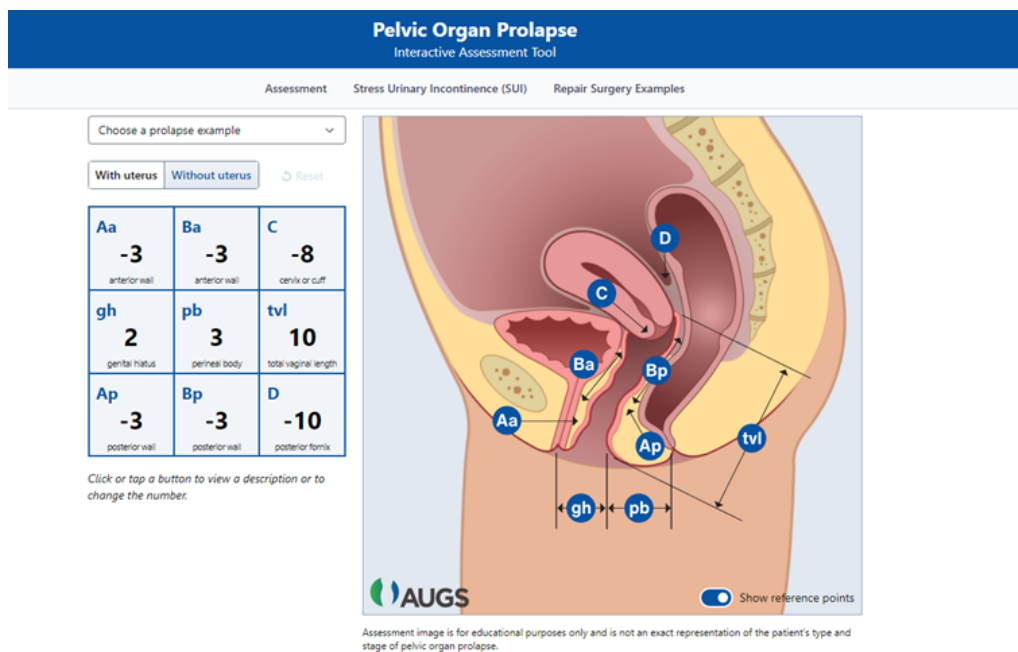 Pelvic Organ Prolapse
Interactive Assessment Tool
Assessment Stress Urinary Incontinence (SUI) Repair Surgery Examples
Choose a prolapse example
With uterus Without uterus Reset
Aa Ba C
-3 -3 -8
anterior wall anterior wall cervix or cuff
gh pb tvl
2 3 10
genital hiatus perineal body total vaginal length
Ap Bp D
-3 -3 -10
posterior wall posterior wall posterior fornix
Click or tap a button to view a description or to
change the number.
D
C
Ba
Bp
Aa
Ap
tvl
gh
pb
AUGS
Show reference points
Assessment image is for educational purposes only and is not an exact representation of the patient's type and
stage of pelvic organ prolapse.